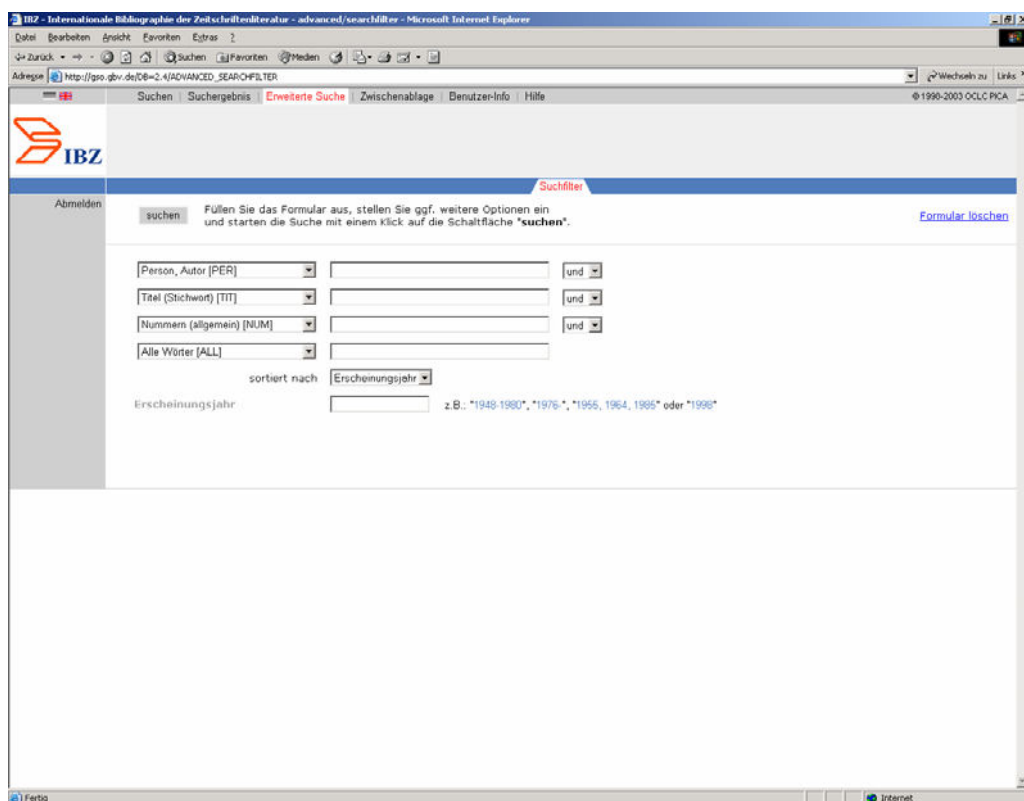 IBZ - Internationale Bibliographie der Zeitschriftenliteratur - advanced/searchfilter - Microsoft Internet Explorer
Datei Bearbeiten Ansicht Favoriten Extras ?
Zurück Suchen Favoriten Medien
Adresse http://gso.gbv.de/DB=2.4/ADVANCED_SEARCHFILTER Wechseln zu Links
Suchen | Suchergebnis | Erweiterte Suche | Zwischenablage | Benutzer-Info | Hilfe © 1998-2003 OCLC PICA
IBZ
Suchfilter
Abmelden
suchen
Füllen Sie das Formular aus, stellen Sie ggf. weitere Optionen ein
und starten die Suche mit einem Klick auf die Schaltfläche "suchen".
Formular löschen
Person, Autor [PER] und
Titel (Stichwort) [TIT] und
Nummern (allgemein) [NUM] und
Alle Wörter [ALL]
sortiert nach Erscheinungsjahr
Erscheinungsjahr z.B.: "1948-1980", "1976-", "1955, 1964, 1985" oder "1998"
Fertig Internet